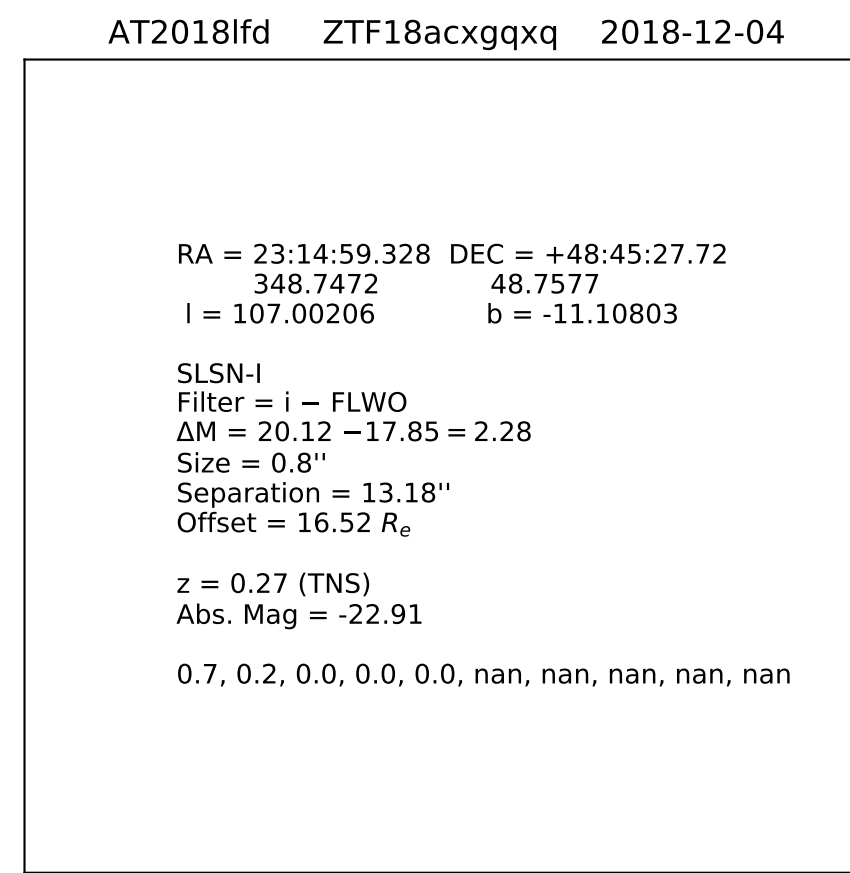 AT2018lfd ZTF18acxgqxq 2018-12-04
RA = 23:14:59.328 DEC = +48:45:27.72
348.7472 48.7577
l = 107.00206 b = -11.10803
SLSN-I
Filter = i − FLWO
ΔM = 20.12 −17.85 = 2.28
Size = 0.8''
Separation = 13.18''
Offset = 16.52 Re
z = 0.27 (TNS)
Abs. Mag = -22.91
0.7, 0.2, 0.0, 0.0, 0.0, nan, nan, nan, nan, nan